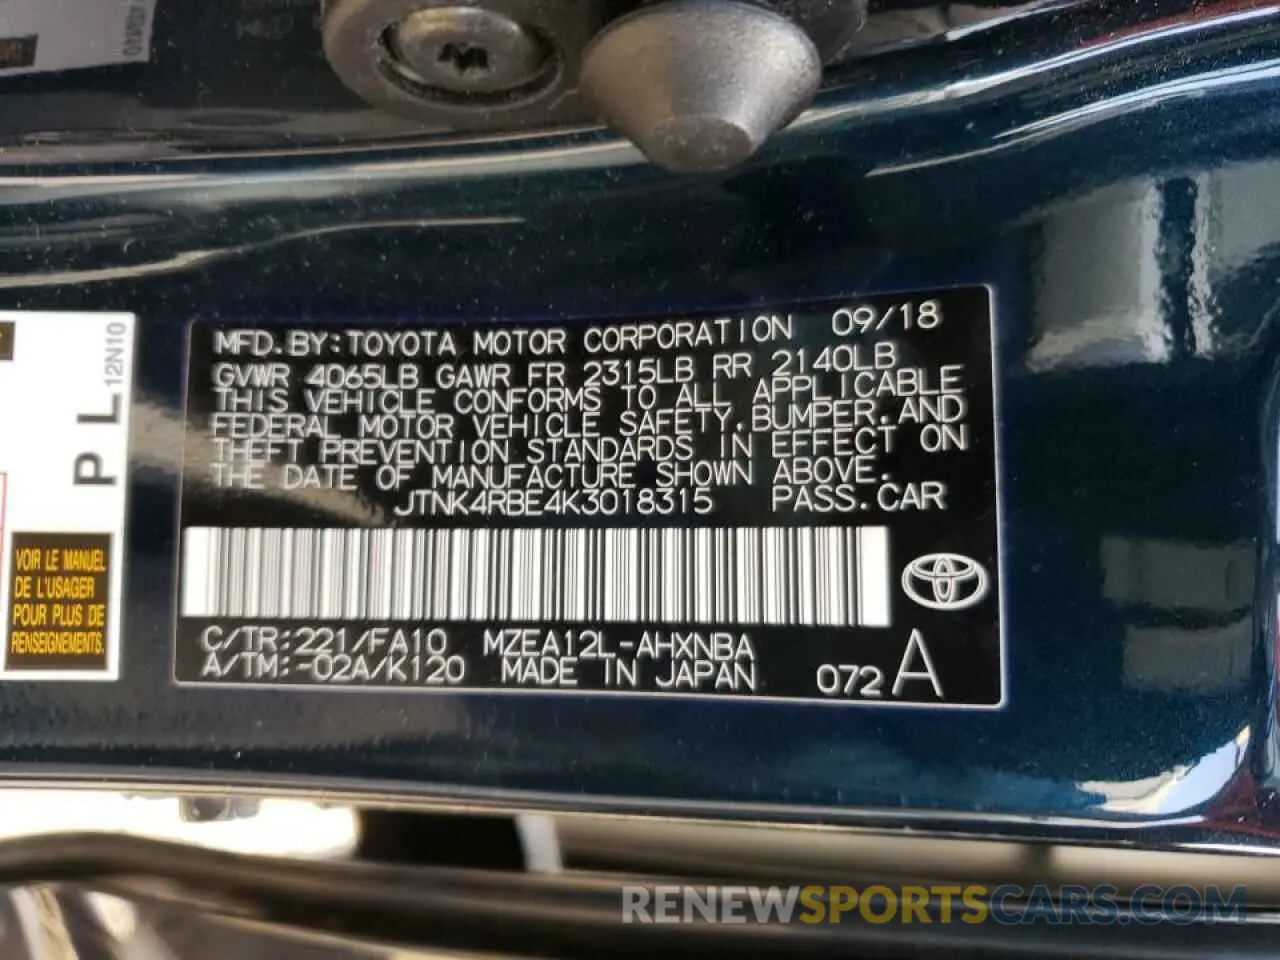 MFD.BY:TOYOTA MOTOR CORPORATION 09/18
GVWR 4065LB GAWR FR 2315LB RR 2140LB
THIS VEHICLE CONFORMS TO ALL APPLICABLE
FEDERAL MOTOR VEHICLE SAFETY,BUMPER,AND
THEFT PREVENTION STANDARDS IN EFFECT ON
THE DATE OF MANUFACTURE SHOWN ABOVE.
JTNK4RBE4K3018315 PASS.CAR
C/TR:221/FA10 MZEA12L-AHXNBA
A/TM:-02A/K120 MADE IN JAPAN 072 A
P L 12N10
VOIR LE MANUEL
DE L'USAGER
POUR PLUS DE
RENSEIGNEMENTS.
RENEWSPORTSCARS.COM